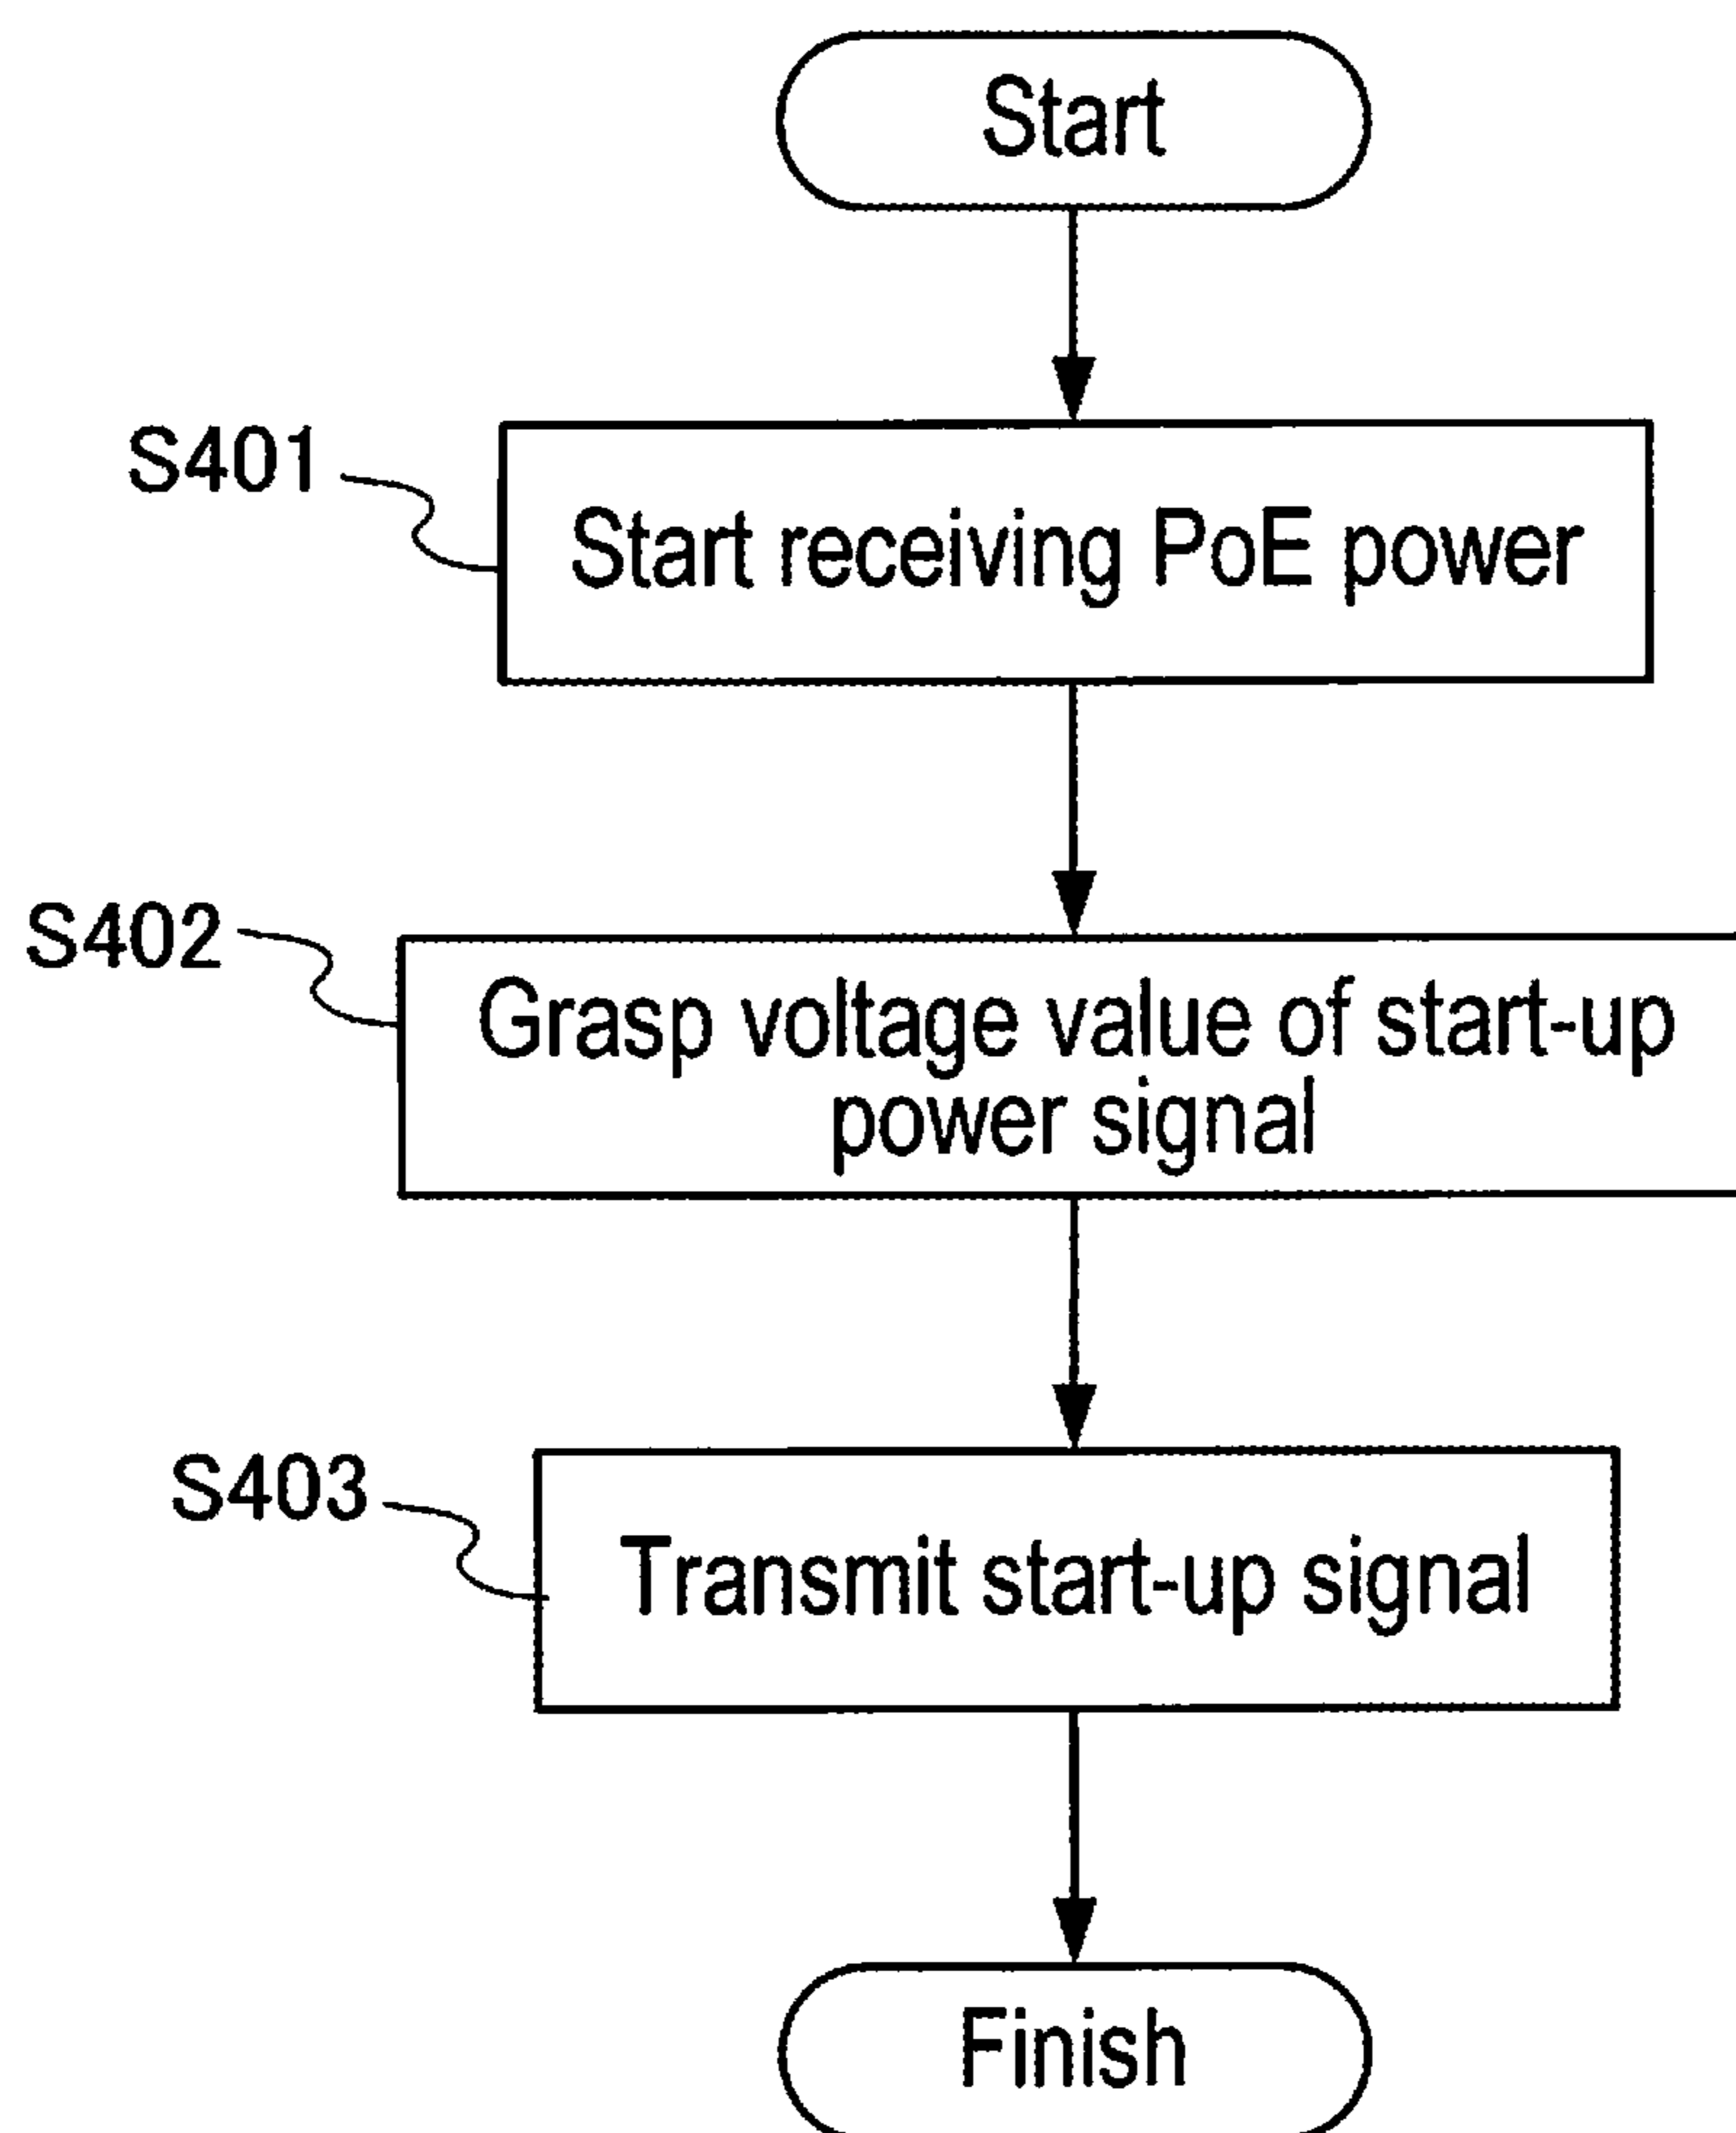 Start
S401
Start receiving PoE power
S402
Grasp voltage value of start-up
power signal
S403
Transmit start-up signal
Finish